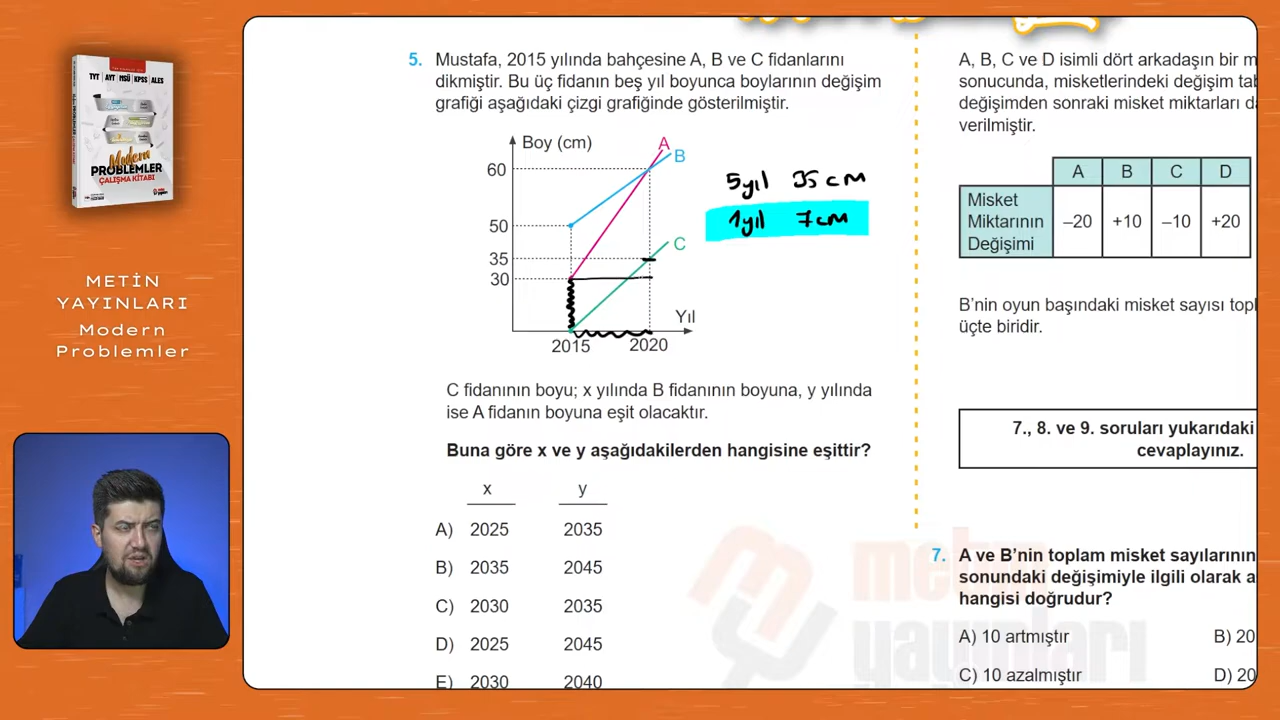 TYT | AYT | MSÜ | KPSS | ALES
Modern
PROBLEMLER
ÇALIŞMA KİTABI
METİN
YAYINLARI
Modern
Problemler
5. Mustafa, 2015 yılında bahçesine A, B ve C fidanlarını
dikmiştir. Bu üç fidanın beş yıl boyunca boylarının değişim
grafiği aşağıdaki çizgi grafiğinde gösterilmiştir.
Boy (cm)
A
B
60
50
35
30
C
Yıl
2015 2020
5yıl 35 cm
1yıl 7cm
C fidanının boyu; x yılında B fidanının boyuna, y yılında
ise A fidanın boyuna eşit olacaktır.
Buna göre x ve y aşağıdakilerden hangisine eşittir?
x y
A) 2025 2035
B) 2035 2045
C) 2030 2035
D) 2025 2045
E) 2030 2040
A, B, C ve D isimli dört arkadaşın bir
sonucunda, misketlerindeki değişim
değişimden sonraki misket miktarları
verilmiştir.
A B C D
Misket
Miktarının
Değişimi
–20 +10 –10 +20
B'nin oyun başındaki misket sayısı
üçte biridir.
7., 8. ve 9. soruları yukarıdaki
cevaplayınız.
7. A ve B'nin toplam misket sayılarının
sonundaki değişimiyle ilgili olarak
hangisi doğrudur?
A) 10 artmıştır B) 20
C) 10 azalmıştır D) 20
metin
yayınları